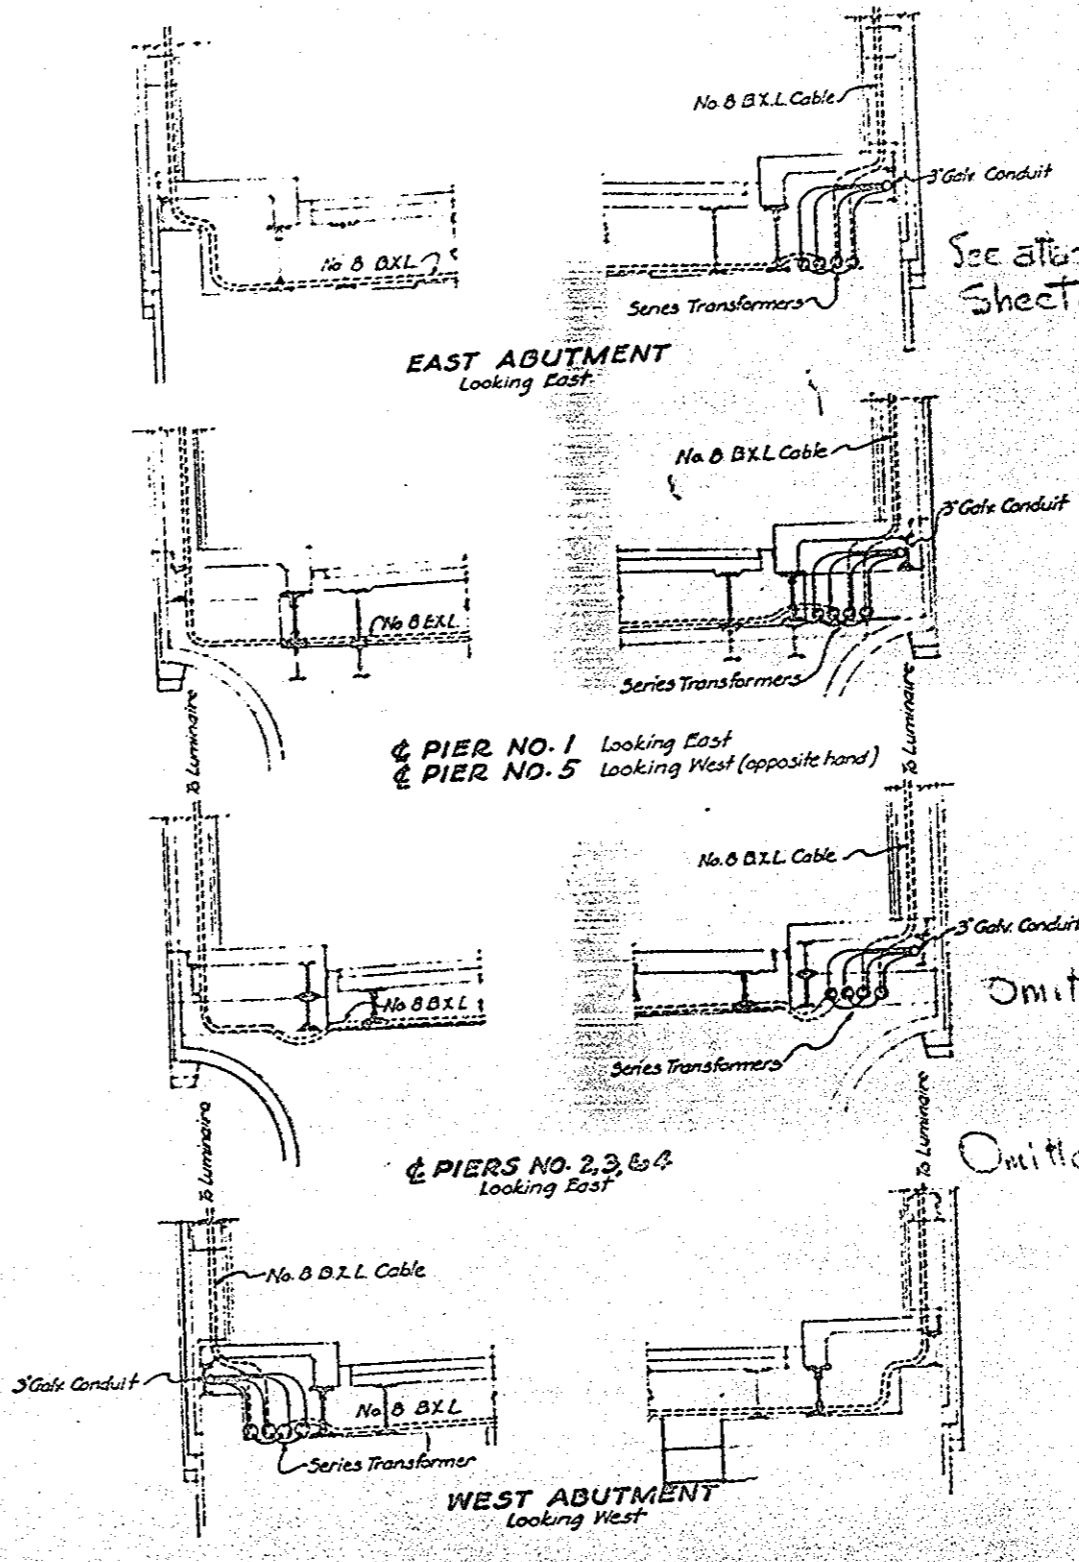 No. 8 B.X.L. Cable
3" Galv. Conduit
No 8 BXL
Series Transformers
See
Sheet
EAST ABUTMENT
Looking East
No. 8 BXL Cable
3" Galv. Conduit
No 8 BXL
Series Transformers
To Luminaire
To Luminaire
℄ PIER NO. 1 Looking East
℄ PIER NO. 5 Looking West (opposite hand)
No. 8 B.X.L. Cable
3" Galv. Conduit
No 8 BXL
Omit
Series Transformers
To Luminaire
To Luminaire
℄ PIERS NO. 2, 3, & 4
Looking East
No. 8 B.X.L. Cable
3" Galv. Conduit
No 8 BXL
Series Transformer
WEST ABUTMENT
Looking West